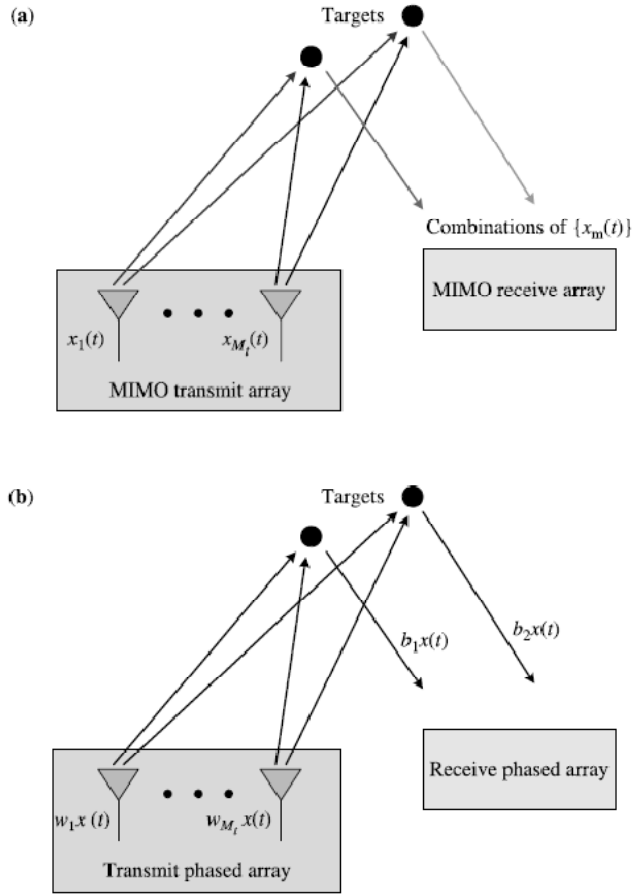 (a)
Targets
Combinations of {xm(t)}
MIMO receive array
x1(t)
xMt(t)
MIMO transmit array
(b)
Targets
b1x(t)
b2x(t)
Receive phased array
w1x (t)
wMt x(t)
Transmit phased array